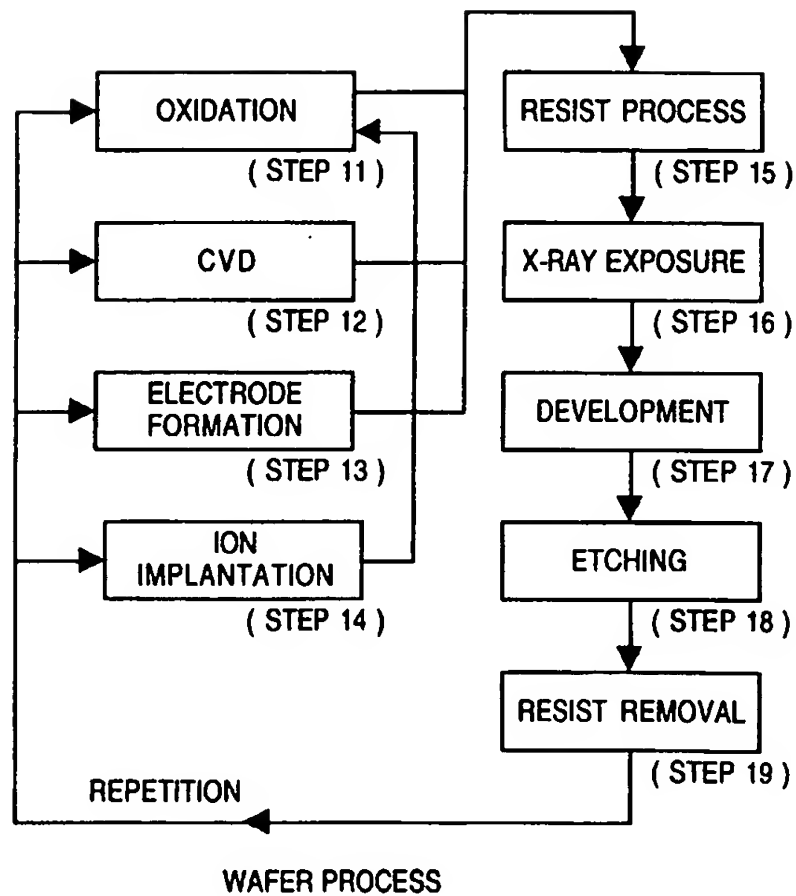 OXIDATION
( STEP 11 )
CVD
( STEP 12 )
ELECTRODE
FORMATION
( STEP 13 )
ION
IMPLANTATION
( STEP 14 )
RESIST PROCESS
( STEP 15 )
X-RAY EXPOSURE
( STEP 16 )
DEVELOPMENT
( STEP 17 )
ETCHING
( STEP 18 )
RESIST REMOVAL
( STEP 19 )
REPETITION
WAFER PROCESS